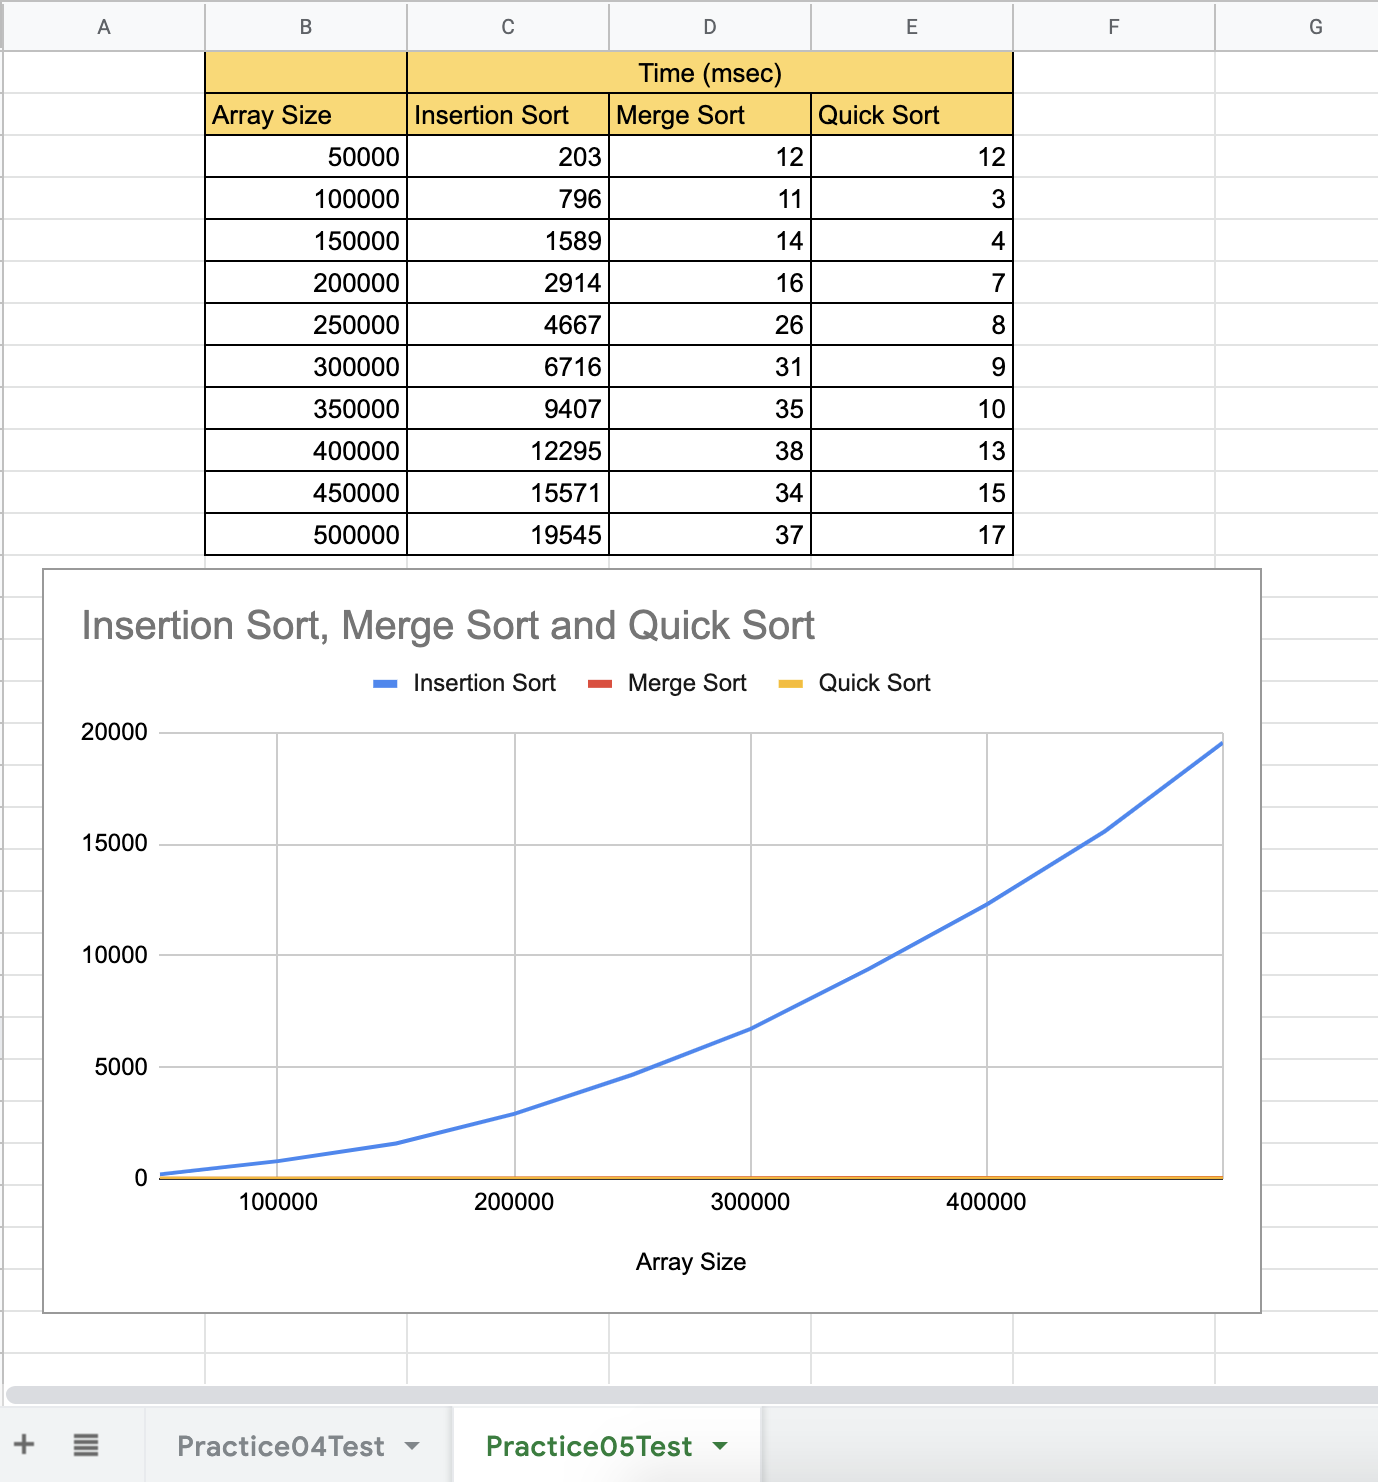 A B C D E F G
Time (msec)
Array Size Insertion Sort Merge Sort Quick Sort
50000 203 12 12
100000 796 11 3
150000 1589 14 4
200000 2914 16 7
250000 4667 26 8
300000 6716 31 9
350000 9407 35 10
400000 12295 38 13
450000 15571 34 15
500000 19545 37 17
Insertion Sort, Merge Sort and Quick Sort
Insertion Sort Merge Sort Quick Sort
20000
15000
10000
5000
0
100000 200000 300000 400000
Array Size
Practice04Test Practice05Test